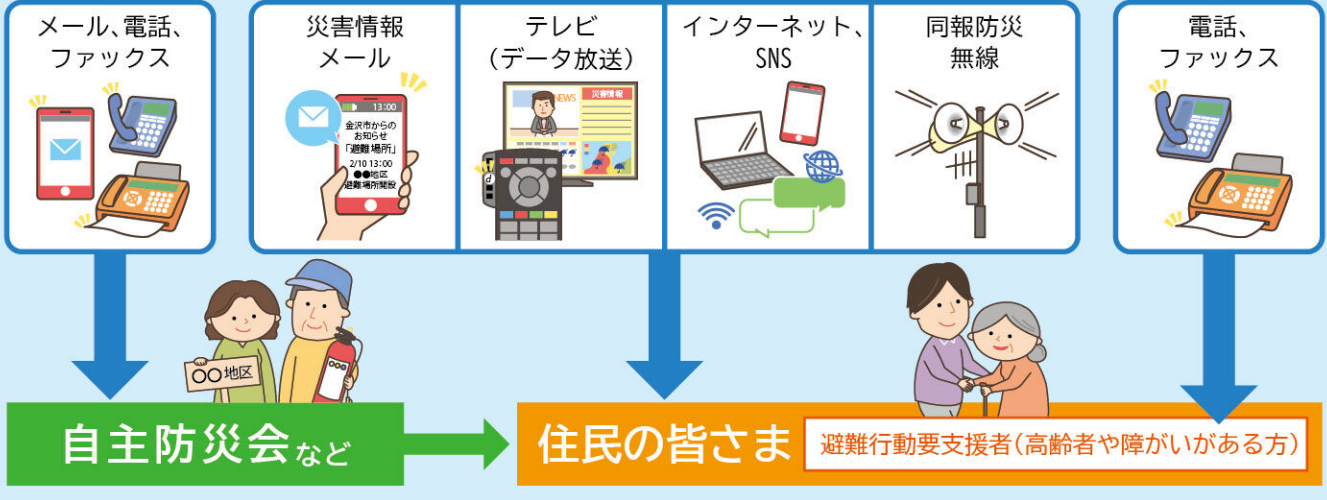 メール、電話、
ファックス
災害情報
メール
13:00
金沢市からの
お知らせ
「避難場所」
2/10 13:00
●●地区
避難場所開設
テレビ
(データ放送)
NEWS
災害情報
d
インターネット、
SNS
同報防災
無線
電話、
ファックス
〇〇地区
自主防災会など
住民の皆さま
避難行動要支援者(高齢者や障がいがある方)